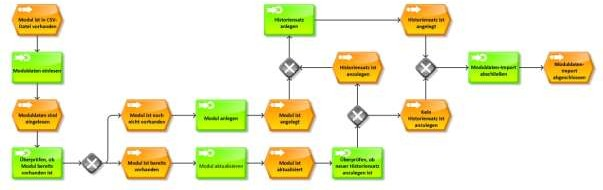 Modul ist in CSV-
Datei vorhanden
Moduldaten einlesen
Moduldaten sind
eingelesen
Überprüfen, ob
Modul bereits
vorhanden ist
Modul ist noch
nicht vorhanden
Modul ist bereits
vorhanden
Modul anlegen
Modul aktualisieren
Modul ist
angelegt
Modul ist
aktualisiert
Historiensatz
anlegen
Historiensatz ist
anzulegen
Überprüfen, ob
neuer Historiensatz
anzulegen ist
Historiensatz ist
angelegt
Kein
Historiensatz ist
anzulegen
Moduldaten-Import
abschließen
Moduldaten-
Import
abgeschlossen